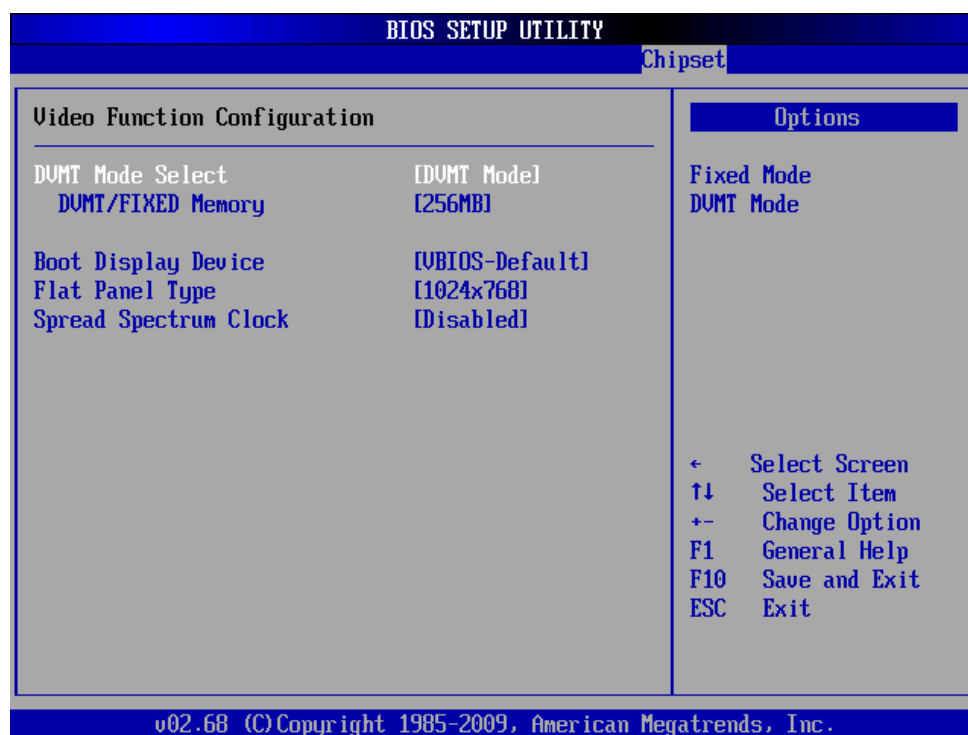 BIOS SETUP UTILITY
Chipset
Video Function Configuration
DVMT Mode Select [DVMT Mode]
DVMT/FIXED Memory [256MB]
Boot Display Device [VBIOS-Default]
Flat Panel Type [1024x768]
Spread Spectrum Clock [Disabled]
Options
Fixed Mode
DVMT Mode
← Select Screen
↑↓ Select Item
+- Change Option
F1 General Help
F10 Save and Exit
ESC Exit
v02.68 (C)Copyright 1985-2009, American Megatrends, Inc.